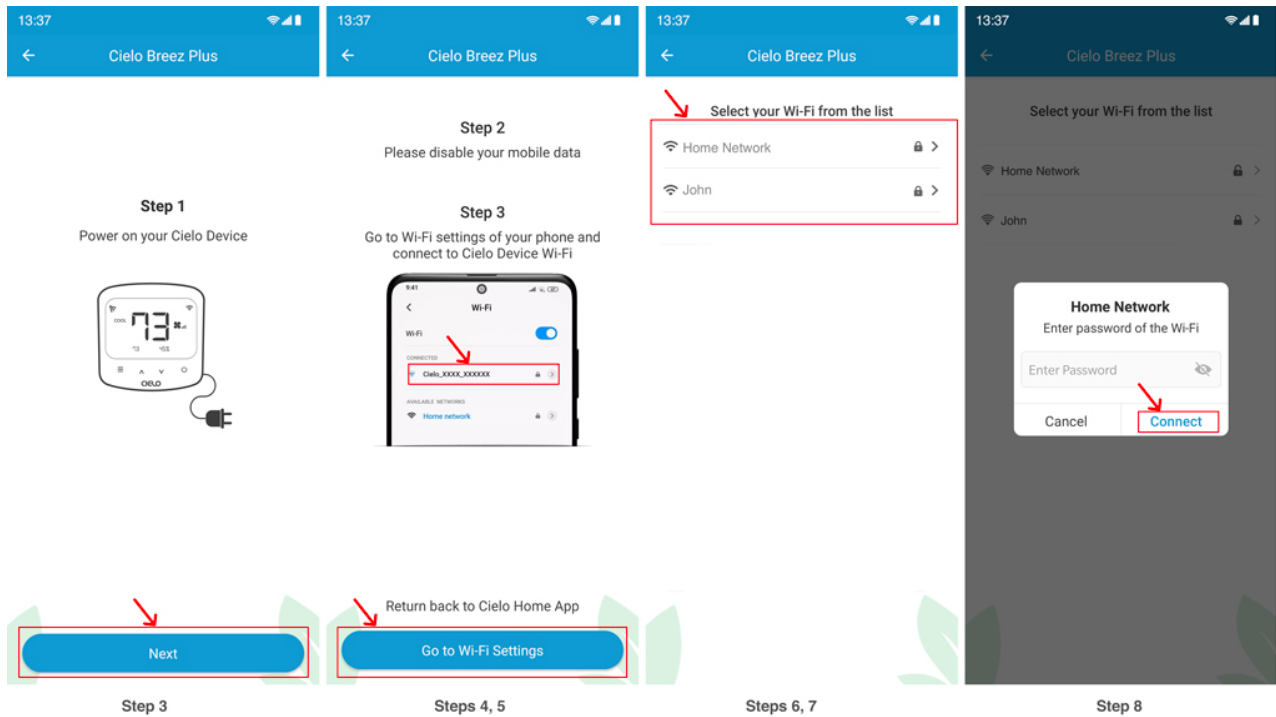 13:37
Cielo Breez Plus
Step 1
Power on your Cielo Device
COOL
73
73 45%
CIELO
Next
Step 3
13:37
Cielo Breez Plus
Step 2
Please disable your mobile data
Step 3
Go to Wi-Fi settings of your phone and
connect to Cielo Device Wi-Fi
9:41
Wi-Fi
Wi-Fi
CONNECTED
Cielo_XXXX_XXXXXX
AVAILABLE NETWORKS
Home network
Return back to Cielo Home App
Go to Wi-Fi Settings
Steps 4, 5
13:37
Cielo Breez Plus
Select your Wi-Fi from the list
Home Network
John
Steps 6, 7
13:37
Cielo Breez Plus
Select your Wi-Fi from the list
Home Network
John
Home Network
Enter password of the Wi-Fi
Enter Password
Cancel Connect
Step 8